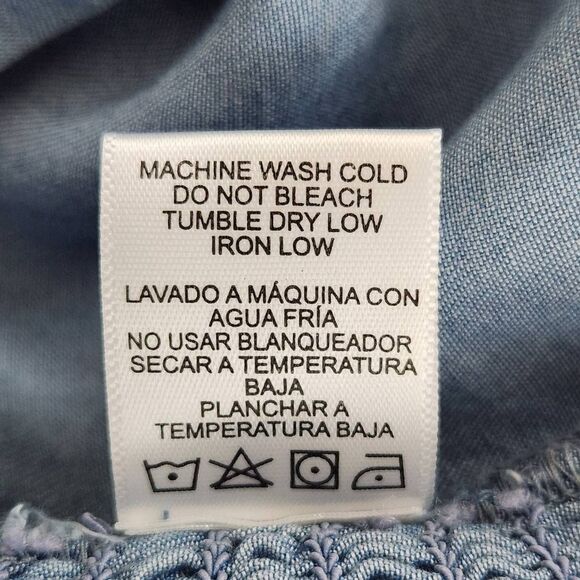 MACHINE WASH COLD
DO NOT BLEACH
TUMBLE DRY LOW
IRON LOW
LAVADO A MÁQUINA CON
AGUA FRÍA
NO USAR BLANQUEADOR
SECAR A TEMPERATURA
BAJA
PLANCHAR A
TEMPERATURA BAJA